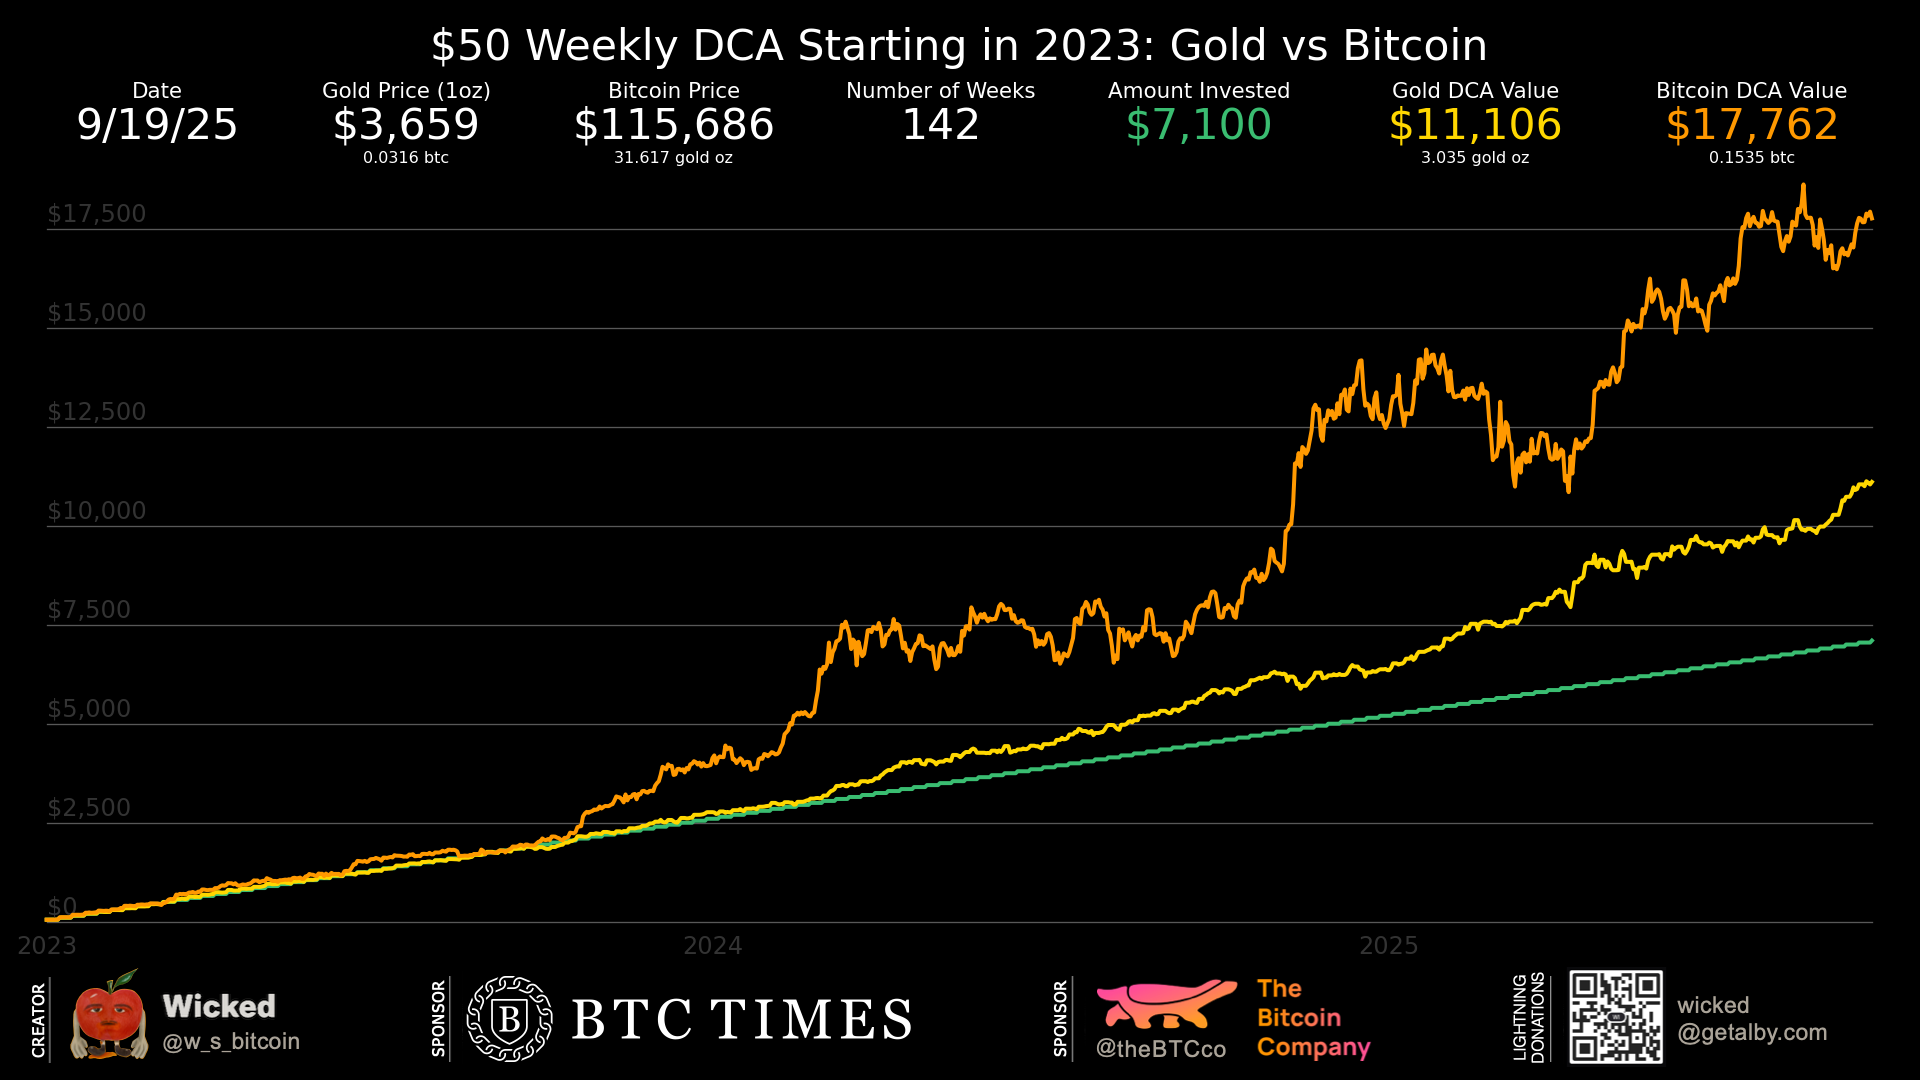 $50 Weekly DCA Starting in 2023: Gold vs Bitcoin
Date
9/19/25
Gold Price (1oz)
$3,659
0.0316 btc
Bitcoin Price
$115,686
31.617 gold oz
Number of Weeks
142
Amount Invested
$7,100
Gold DCA Value
$11,106
3.035 gold oz
Bitcoin DCA Value
$17,762
0.1535 btc
$17,500
$15,000
$12,500
$10,000
$7,500
$5,000
$2,500
$0
2023
2024
2025
CREATOR
Wicked
@w_s_bitcoin
SPONSOR
B
BTC TIMES
SPONSOR
@theBTCco
The
Bitcoin
Company
LIGHTNING
DONATIONS
wicked
@getalby.com